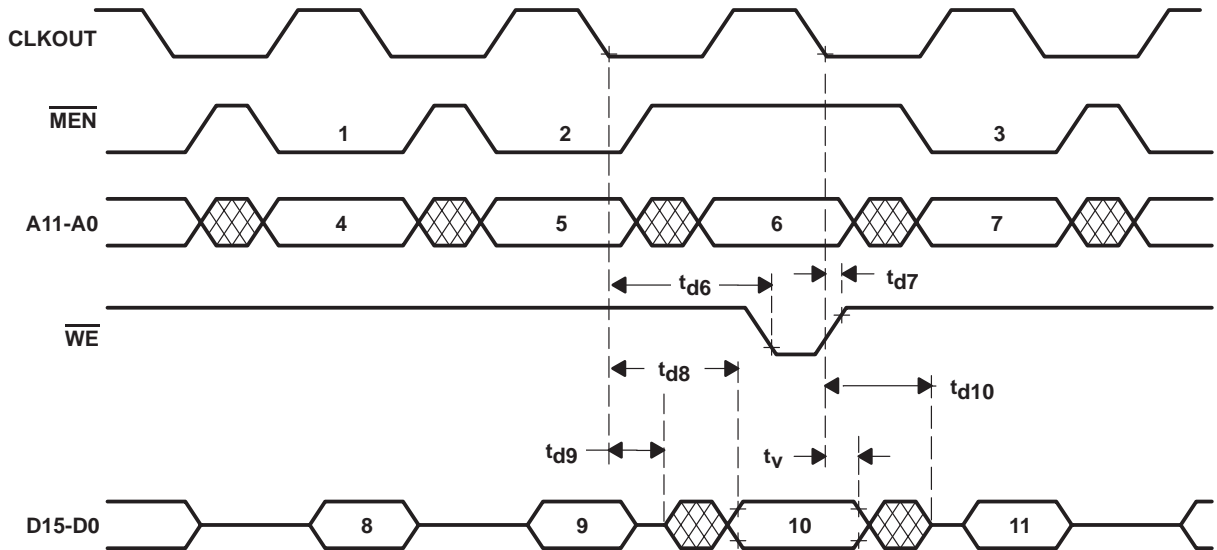 CLKOUT
MEN
1 2 3
A11-A0
4 5 6 7
td6
td7
WE
td8
td10
td9
tv
D15-D0
8 9 10 11